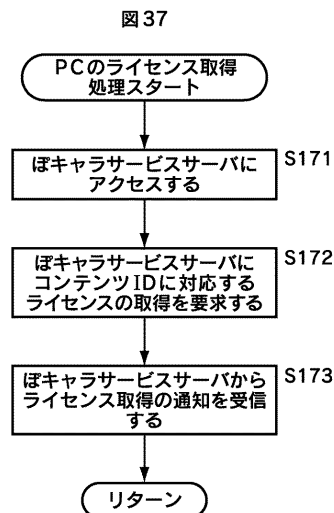 図37
PCのライセンス取得
処理スタート
ぽキャラサービスサーバに
アクセスする
S171
ぽキャラサービスサーバに
コンテンツIDに対応する
ライセンスの取得を要求する
S172
ぽキャラサービスサーバから
ライセンス取得の通知を受信
する
S173
リターン